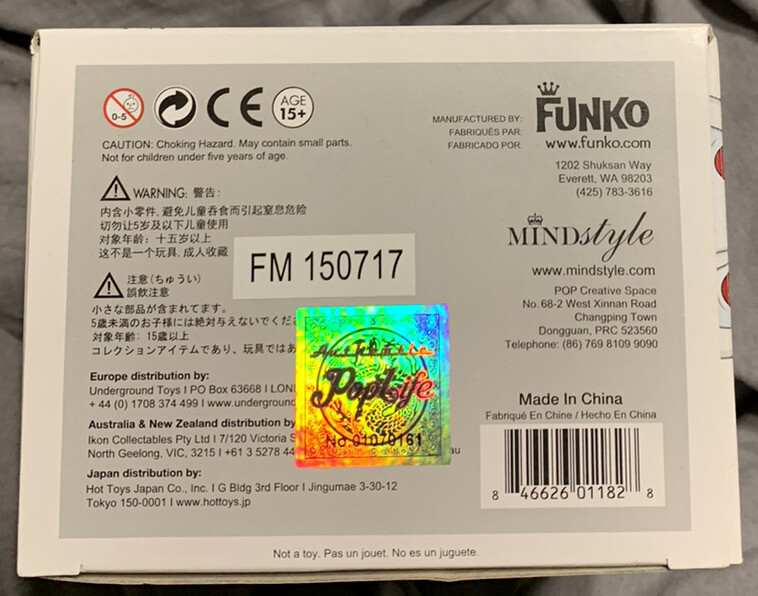 0-5
CE
AGE
15+
CAUTION: Choking Hazard. May contain small parts.
Not for children under five years of age.
WARNING: 警告:
内含小零件, 避免儿童吞食而引起窒息危险
切勿让5岁及以下儿童使用
对象年龄: 十五岁以上
这不是一个玩具, 成人收藏
注意 (ちゅうい)
誤飲注意
小さな部品が含まれてます。
5歳未満のお子様には絶対与えないでくだ
対象年齢: 15歳以上
コレクションアイテムであり、玩具ではあ
Europe distribution by:
Underground Toys I PO Box 63668 I LON
+ 44 (0) 1708 374 499 I www.undergroun
Australia & New Zealand distribution by
Ikon Collectables Pty Ltd I 7/120 Victoria S
North Geelong, VIC, 3215 I +61 3 5278 44
au
Japan distribution by:
Hot Toys Japan Co., Inc. I G Bldg 3rd Floor I Jingumae 3-30-12
Tokyo 150-0001 I www.hottoys.jp
FM 150717
Authentic
PopLife
No.01070161
MANUFACTURED BY:
FABRIQUÉS PAR:
FABRICADO POR:
FUNKO
www.funko.com
1202 Shuksan Way
Everett, WA 98203
(425) 783-3616
MINDstyle
www.mindstyle.com
POP Creative Space
No. 68-2 West Xinnan Road
Changping Town
Dongguan, PRC 523560
Telephone: (86) 769 8109 9090
Made In China
Fabriqué En Chine / Hecho En China
8 46626 01182 8
Not a toy. Pas un jouet. No es un juguete.